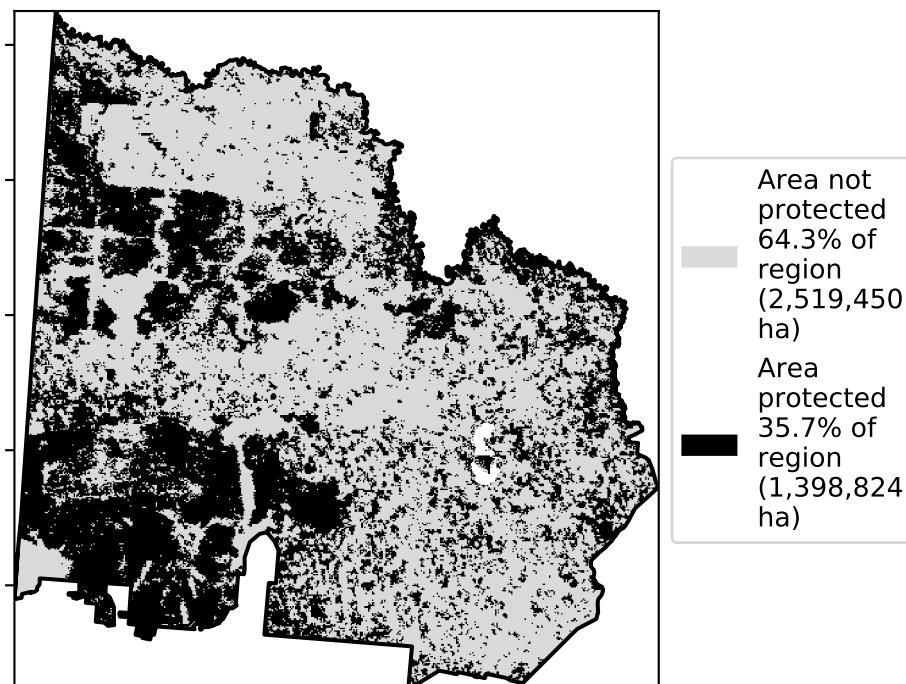 Area not
protected
64.3% of
region
(2,519,450
ha)
Area
protected
35.7% of
region
(1,398,824
ha)